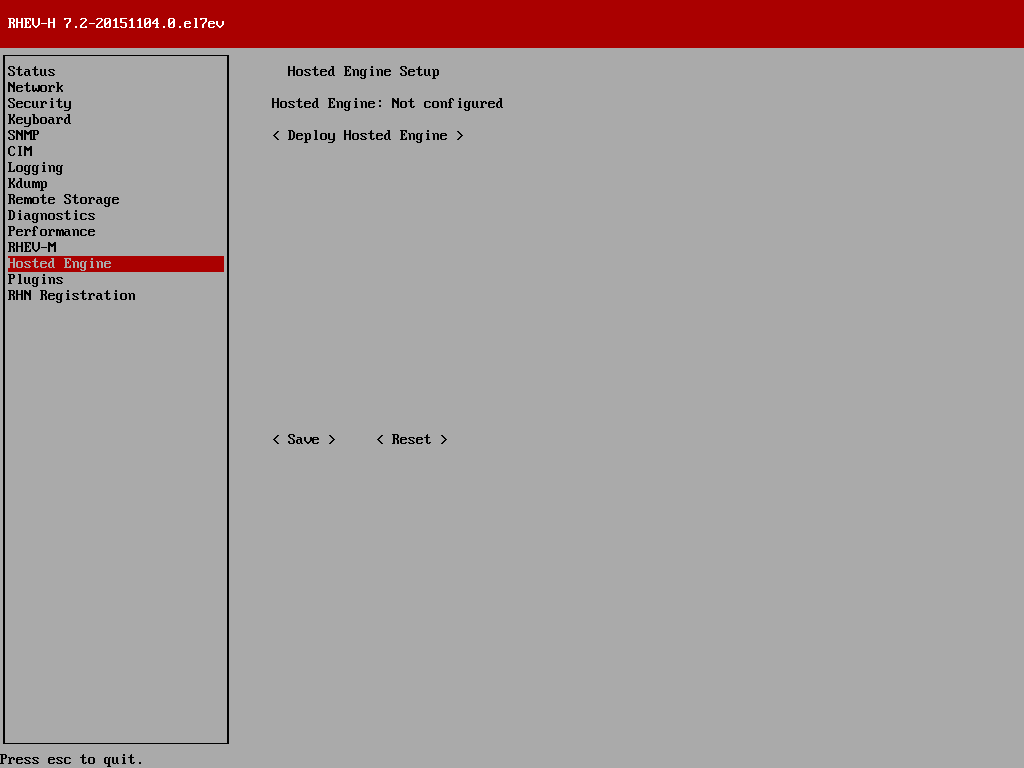 RHEV-H 7.2-20151104.0.el7ev
Status
Network
Security
Keyboard
SNMP
CIM
Logging
Kdump
Remote Storage
Diagnostics
Performance
RHEV-M
Hosted Engine
Plugins
RHN Registration
Hosted Engine Setup
Hosted Engine: Not configured
< Deploy Hosted Engine >
< Save > < Reset >
Press esc to quit.